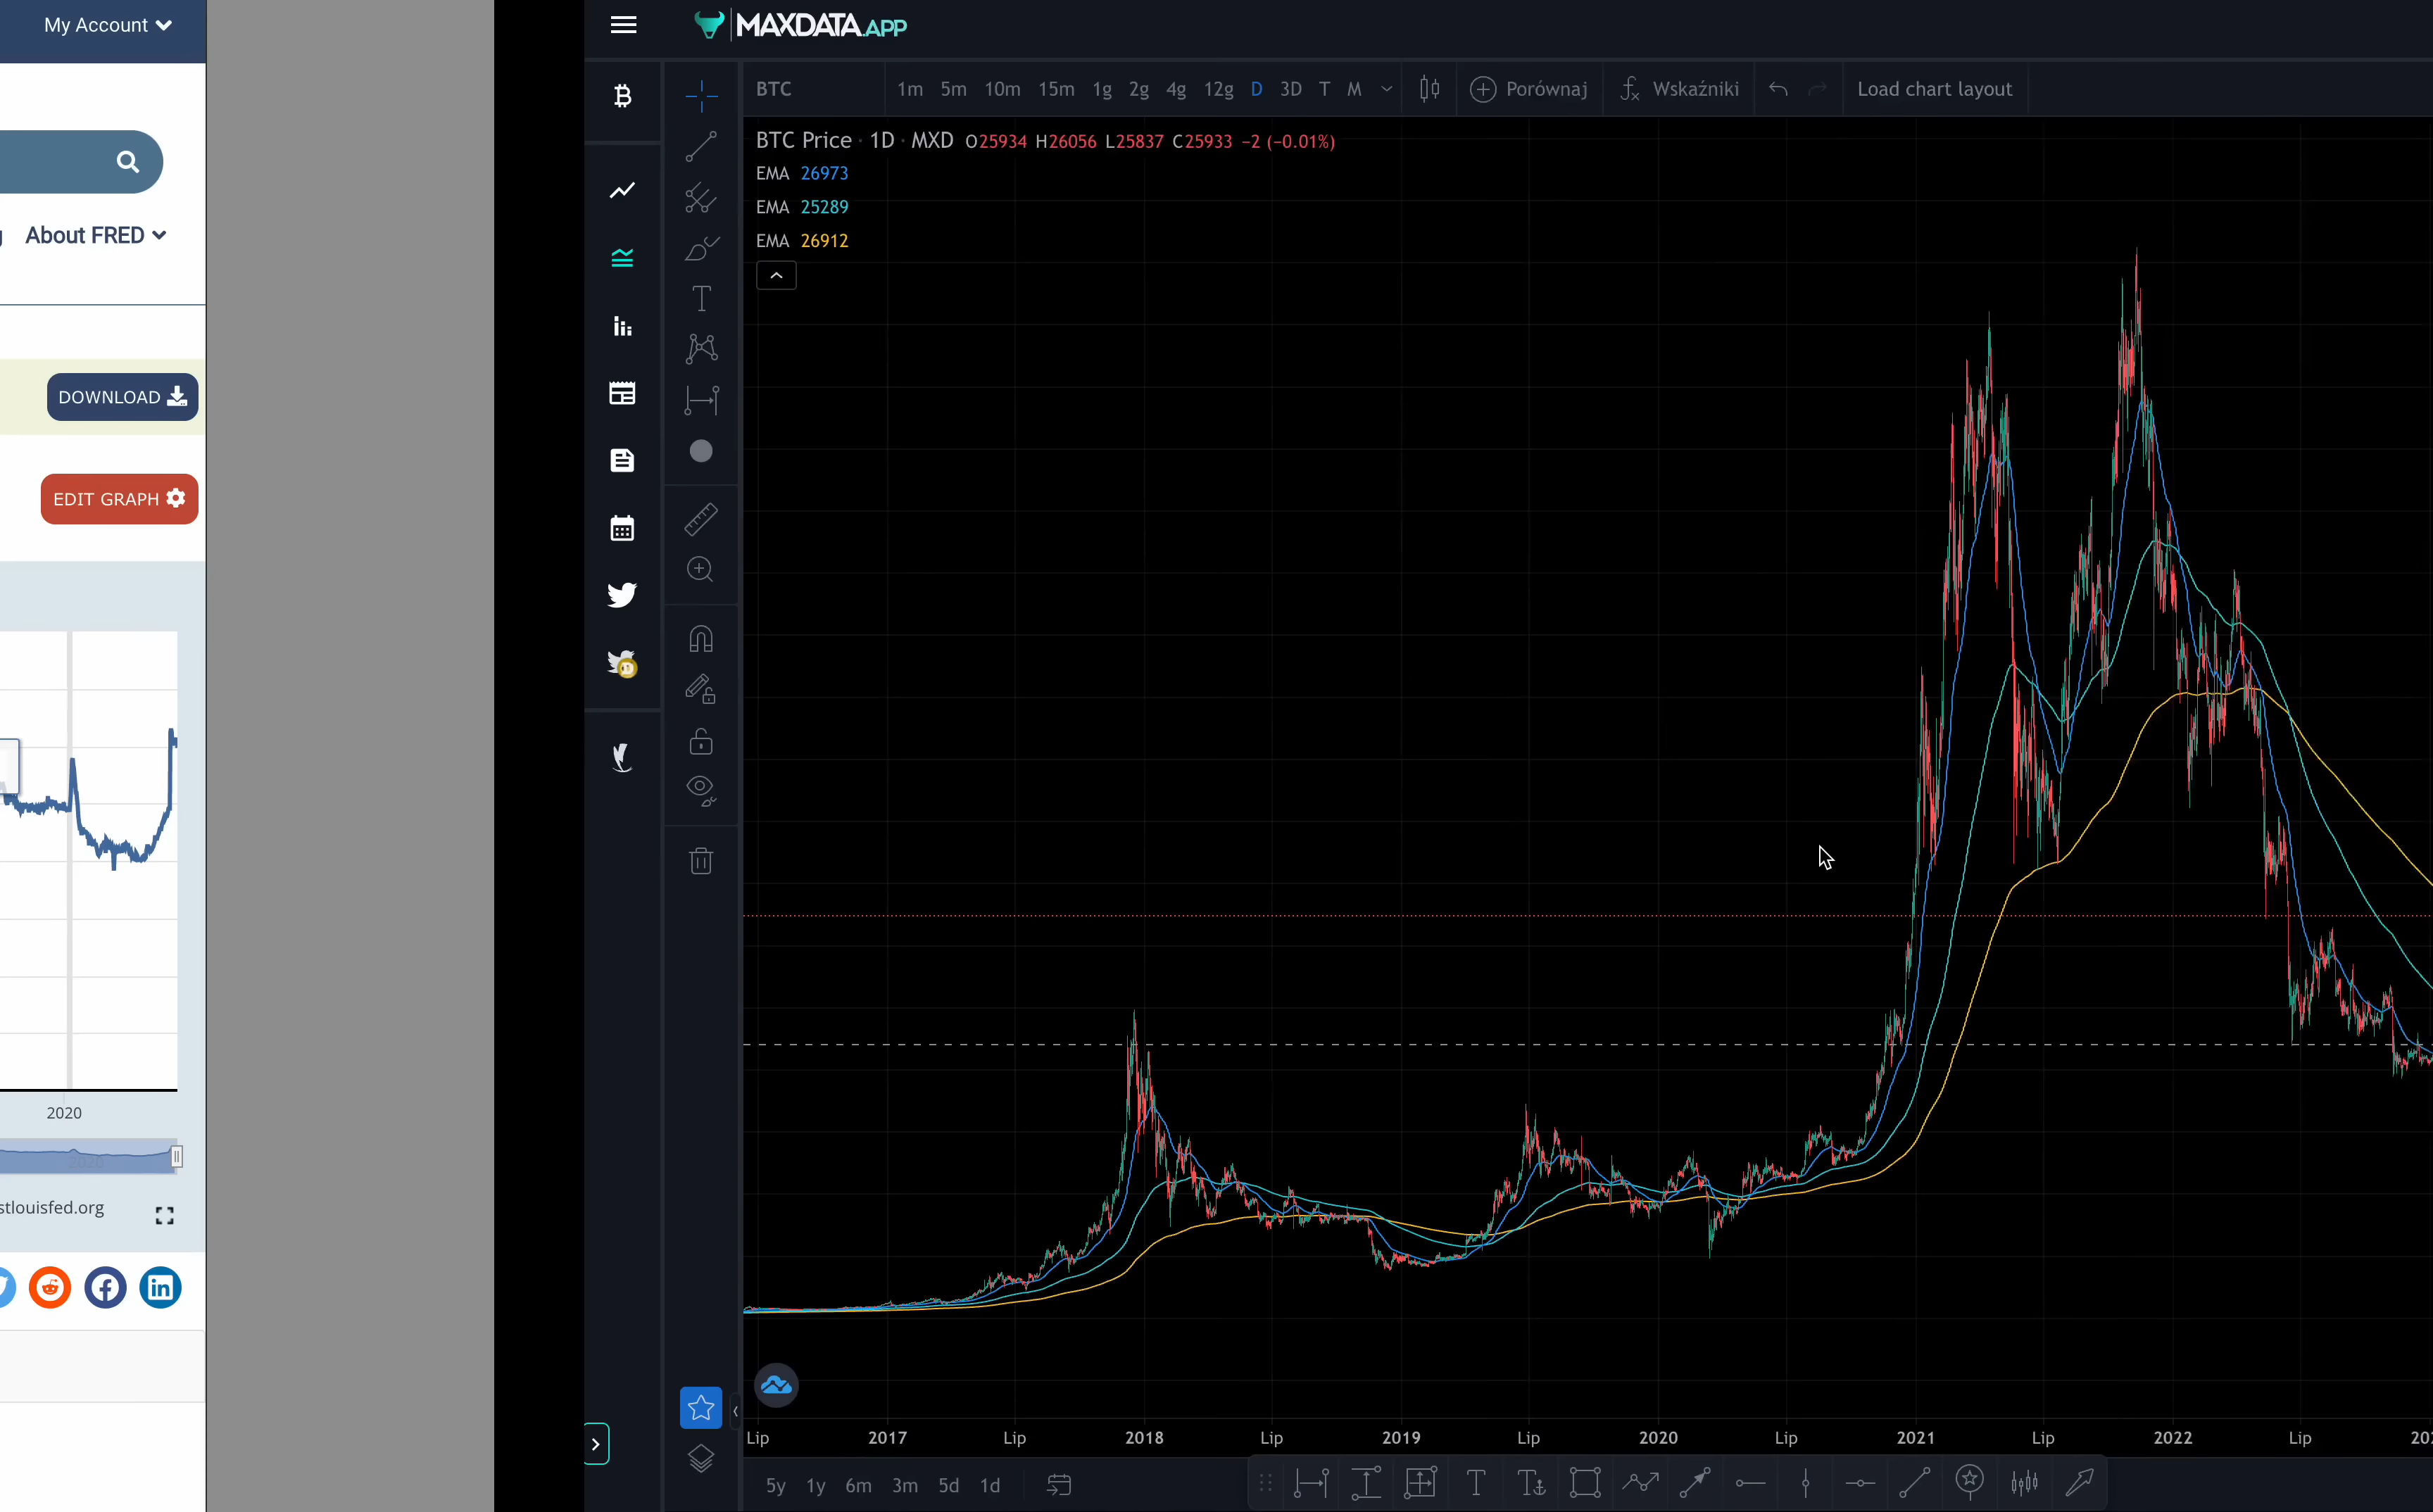 My Account
About FRED
DOWNLOAD
EDIT GRAPH
2020
2020
stlouisfed.org
MAXDATA.APP
BTC 1m 5m 10m 15m 1g 2g 4g 12g D 3D T M Porównaj Wskaźniki Load chart layout
BTC Price · 1D · MXD O25934 H26056 L25837 C25933 −2 (−0.01%)
EMA 26973
EMA 25289
EMA 26912
Lip 2017 Lip 2018 Lip 2019 Lip 2020 Lip 2021 Lip 2022 Lip
5y 1y 6m 3m 5d 1d